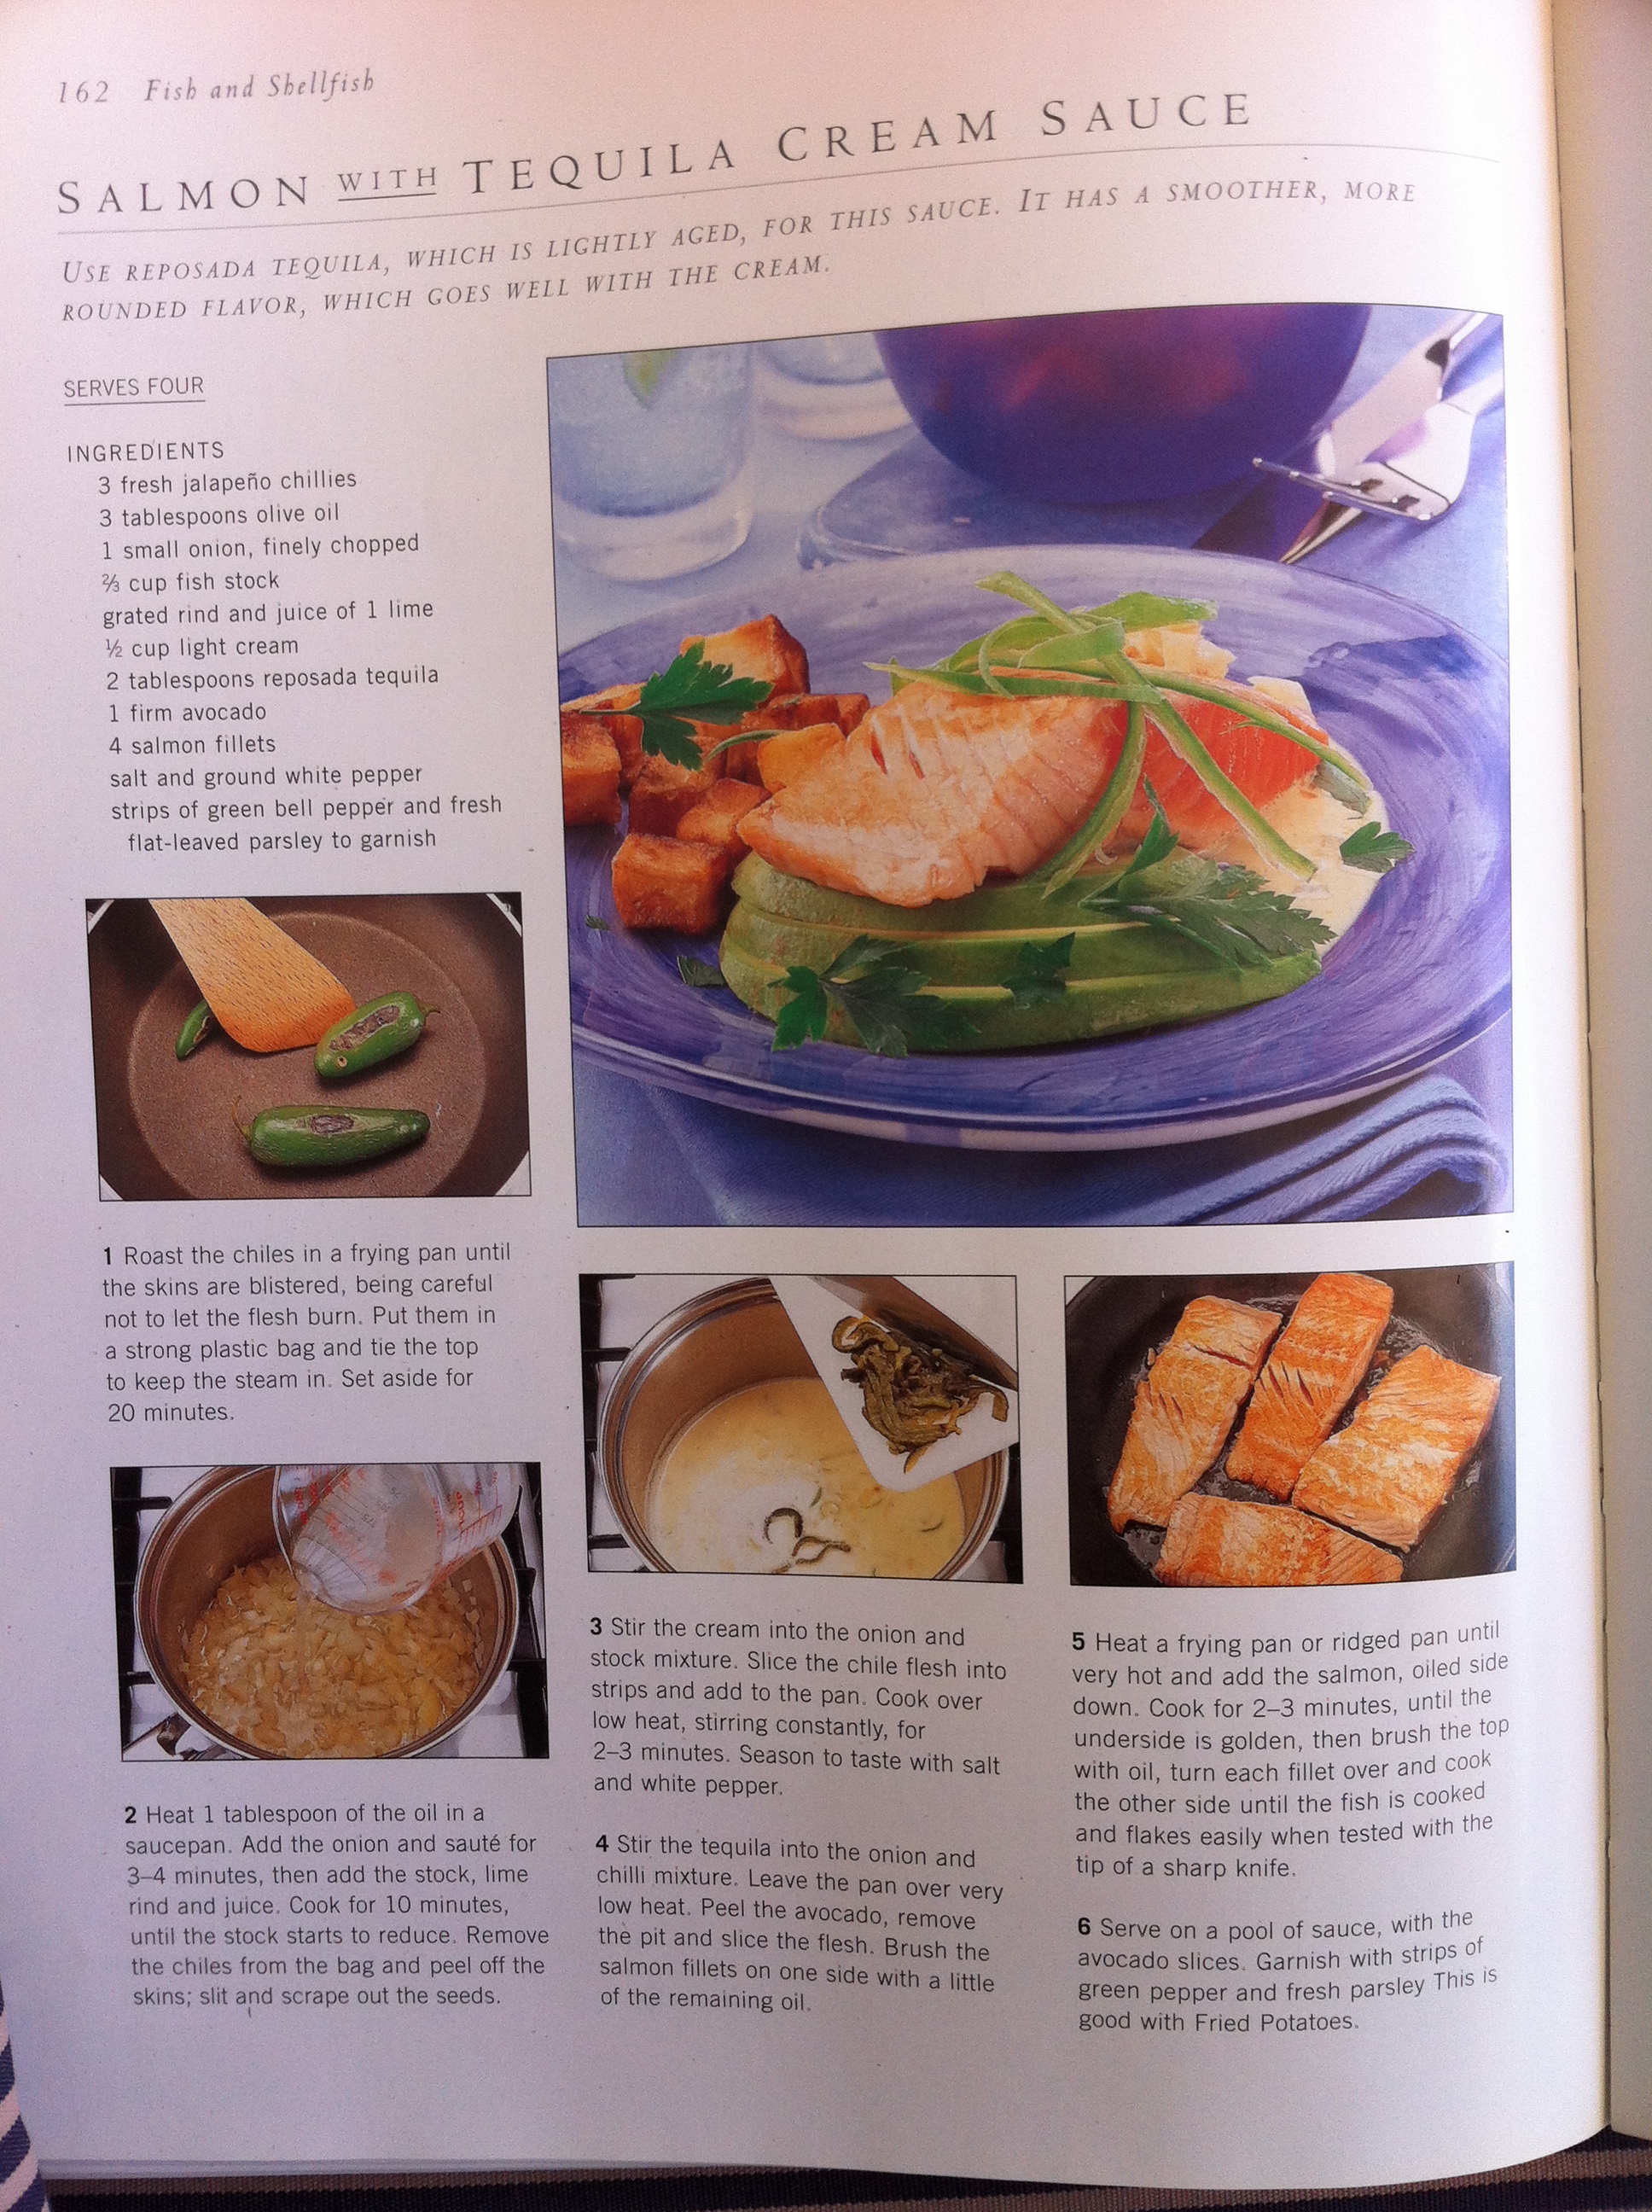 162 Fish and Shellfish
SALMON WITH TEQUILA CREAM SAUCE
USE REPOSADA TEQUILA, WHICH IS LIGHTLY AGED, FOR THIS SAUCE. IT HAS A SMOOTHER, MORE
ROUNDED FLAVOR, WHICH GOES WELL WITH THE CREAM.
SERVES FOUR
INGREDIENTS
3 fresh jalapeño chillies
3 tablespoons olive oil
1 small onion, finely chopped
⅔ cup fish stock
grated rind and juice of 1 lime
½ cup light cream
2 tablespoons reposada tequila
1 firm avocado
4 salmon fillets
salt and ground white pepper
strips of green bell pepper and fresh
flat-leaved parsley to garnish
1 Roast the chiles in a frying pan until
the skins are blistered, being careful
not to let the flesh burn. Put them in
a strong plastic bag and tie the top
to keep the steam in. Set aside for
20 minutes.
2 Heat 1 tablespoon of the oil in a
saucepan. Add the onion and sauté for
3–4 minutes, then add the stock, lime
rind and juice. Cook for 10 minutes,
until the stock starts to reduce. Remove
the chiles from the bag and peel off the
skins; slit and scrape out the seeds.
3 Stir the cream into the onion and
stock mixture. Slice the chile flesh into
strips and add to the pan. Cook over
low heat, stirring constantly, for
2–3 minutes. Season to taste with salt
and white pepper.
4 Stir the tequila into the onion and
chilli mixture. Leave the pan over very
low heat. Peel the avocado, remove
the pit and slice the flesh. Brush the
salmon fillets on one side with a little
of the remaining oil.
5 Heat a frying pan or ridged pan until
very hot and add the salmon, oiled side
down. Cook for 2–3 minutes, until the
underside is golden, then brush the top
with oil, turn each fillet over and cook
the other side until the fish is cooked
and flakes easily when tested with the
tip of a sharp knife.
6 Serve on a pool of sauce, with the
avocado slices. Garnish with strips of
green pepper and fresh parsley This is
good with Fried Potatoes.